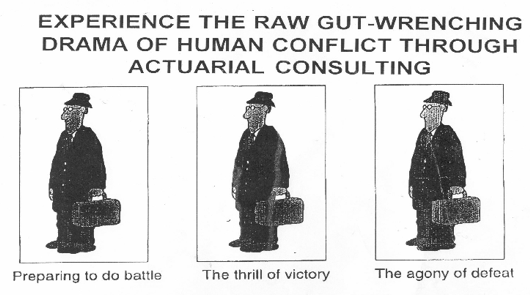 EXPERIENCE THE RAW GUT-WRENCHING
DRAMA OF HUMAN CONFLICT THROUGH
ACTUARIAL CONSULTING
Preparing to do battle
The thrill of victory
The agony of defeat